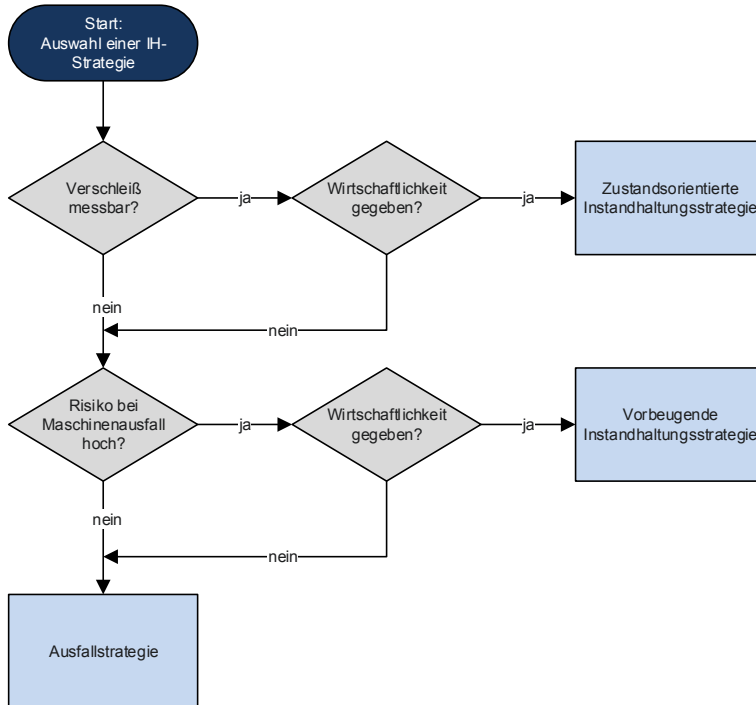 Start:
Auswahl einer IH-
Strategie
Verschleiß
messbar?
ja
Wirtschaftlichkeit
gegeben?
ja
Zustandsorientierte
Instandhaltungsstrategie
nein
nein
Risiko bei
Maschinenausfall
hoch?
ja
Wirtschaftlichkeit
gegeben?
ja
Vorbeugende
Instandhaltungsstrategie
nein
nein
Ausfallstrategie